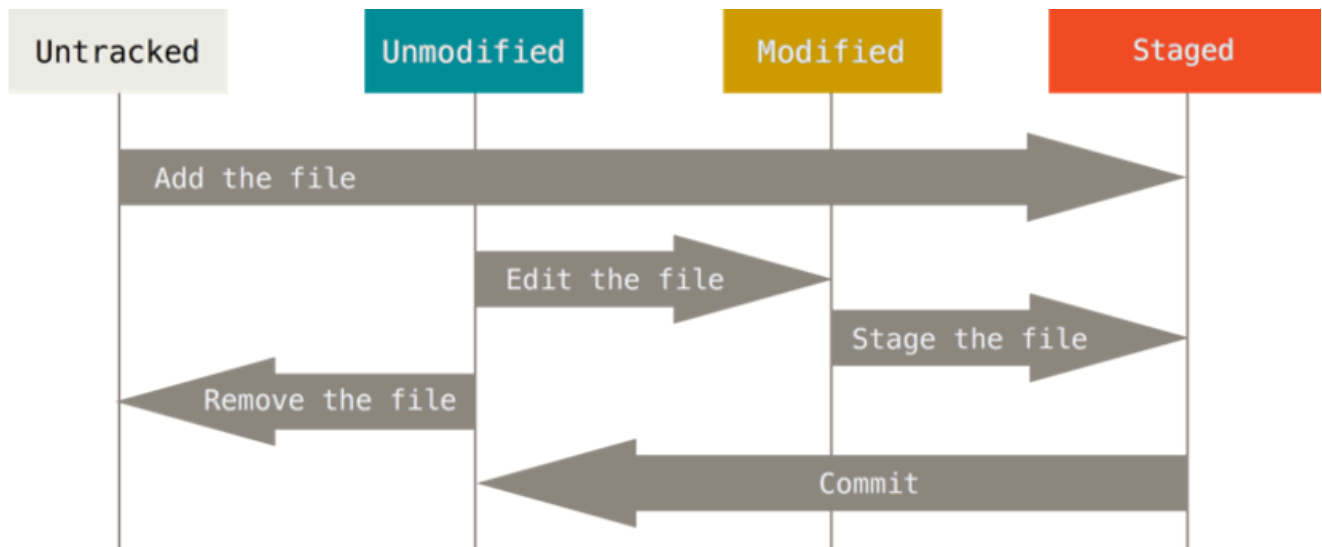 Untracked
Unmodified
Modified
Staged
Add the file
Edit the file
Stage the file
Remove the file
Commit